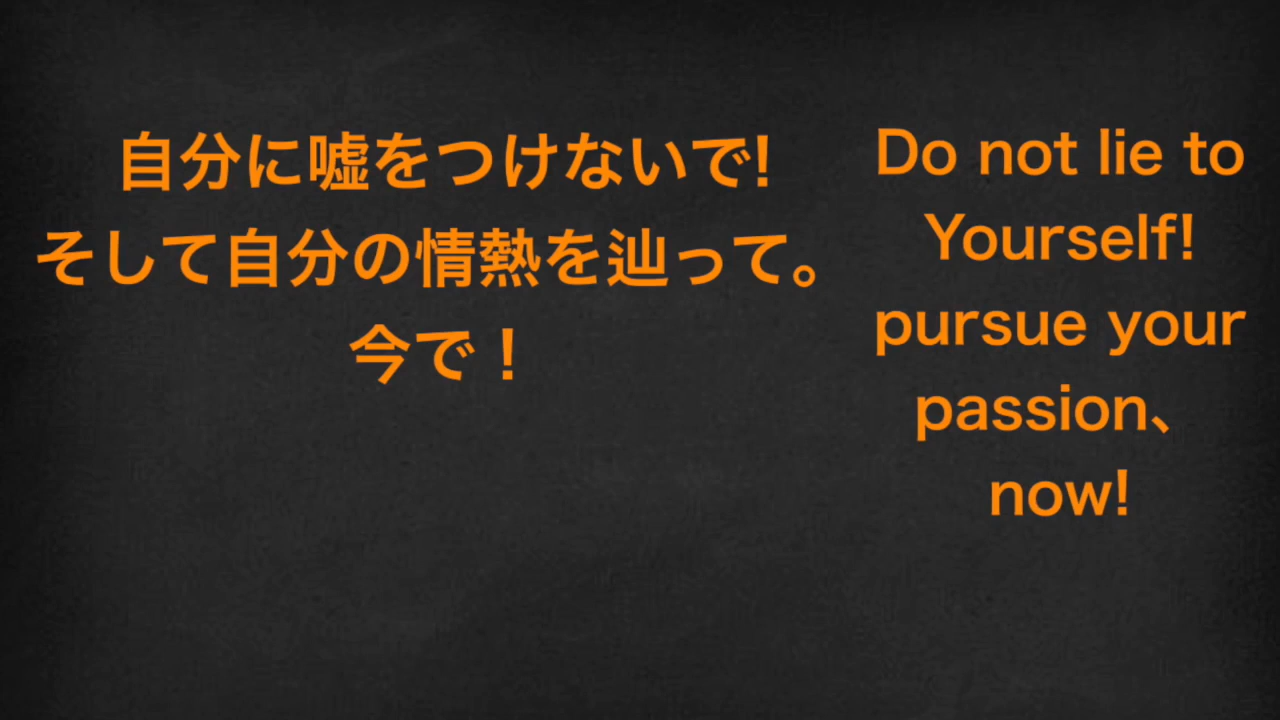 自分に嘘をつけないで!
そして自分の情熱を辿って。
今で！
Do not lie to
Yourself!
pursue your
passion、
now!